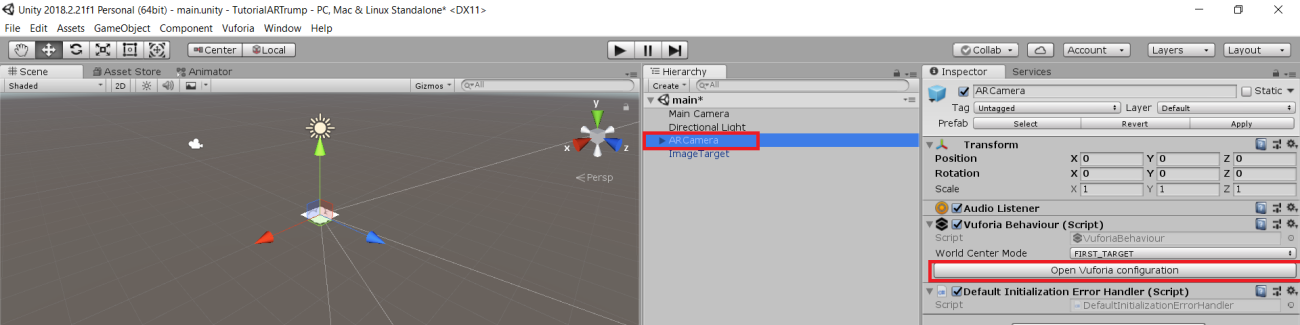 Unity 2018.2.21f1 Personal (64bit) - main.unity - TutorialARTrump - PC, Mac & Linux Standalone* <DX11>
File Edit Assets GameObject Component Vuforia Window Help
Center Local Collab Account Layers Layout
Scene Asset Store Animator
Shaded 2D Gizmos All
y
x z
Persp
Hierarchy
Create All
main*
Main Camera
Directional Light
ARCamera
ImageTarget
Inspector Services
ARCamera Static
Tag Untagged Layer Default
Prefab Select Revert Apply
Transform
Position X 0 Y 0 Z 0
Rotation X 0 Y 0 Z 0
Scale X 1 Y 1 Z 1
Audio Listener
Vuforia Behaviour (Script)
Script VuforiaBehaviour
World Center Mode FIRST_TARGET
Open Vuforia configuration
Default Initialization Error Handler (Script)
Script DefaultInitializationErrorHandler